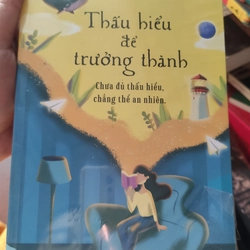 Thấu hiểu
để
trưởng thành
Chưa đủ thấu hiểu,
chẳng thể an nhiên.